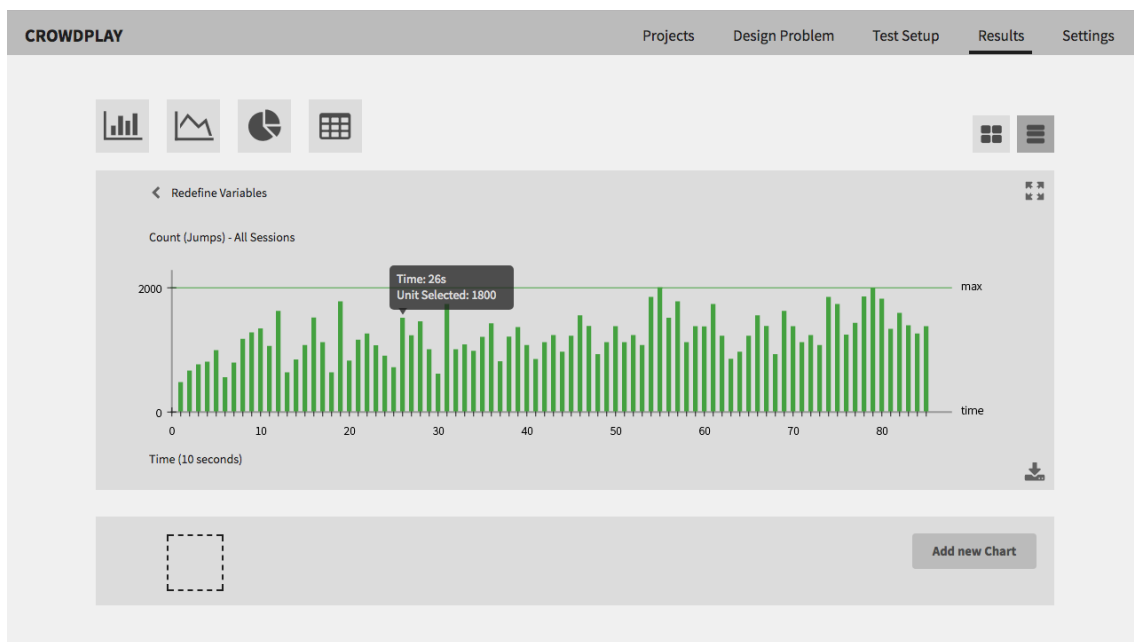 CROWDPLAY
Projects Design Problem Test Setup Results Settings
Redefine Variables
Count (Jumps) - All Sessions
Time: 26s
Unit Selected: 1800
2000 max
0 time
0 10 20 30 40 50 60 70 80
Time (10 seconds)
Add new Chart